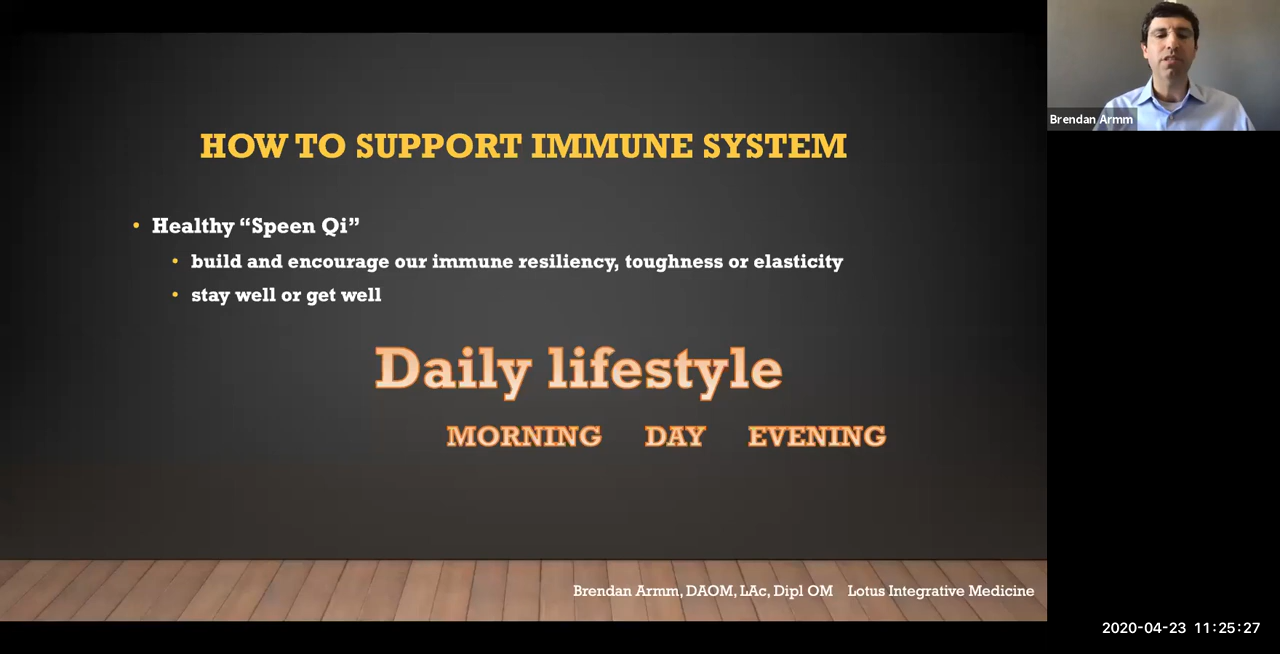 HOW TO SUPPORT IMMUNE SYSTEM
• Healthy “Speen Qi”
• build and encourage our immune resiliency, toughness or elasticity
• stay well or get well
Daily lifestyle
MORNING DAY EVENING
Brendan Armm, DAOM, LAc, Dipl OM Lotus Integrative Medicine
Brendan Armm
2020-04-23 11:25:27